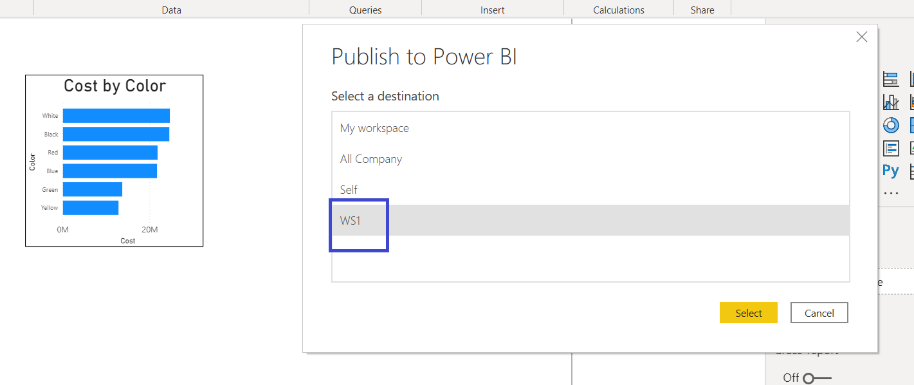 Data
Queries
Insert
Calculations
Share
Cost by Color
Color
White
Black
Red
Blue
Green
Yellow
0M
20M
Cost
Publish to Power BI
Select a destination
My workspace
All Company
Self
WS1
Select
Cancel
Py
...
Off